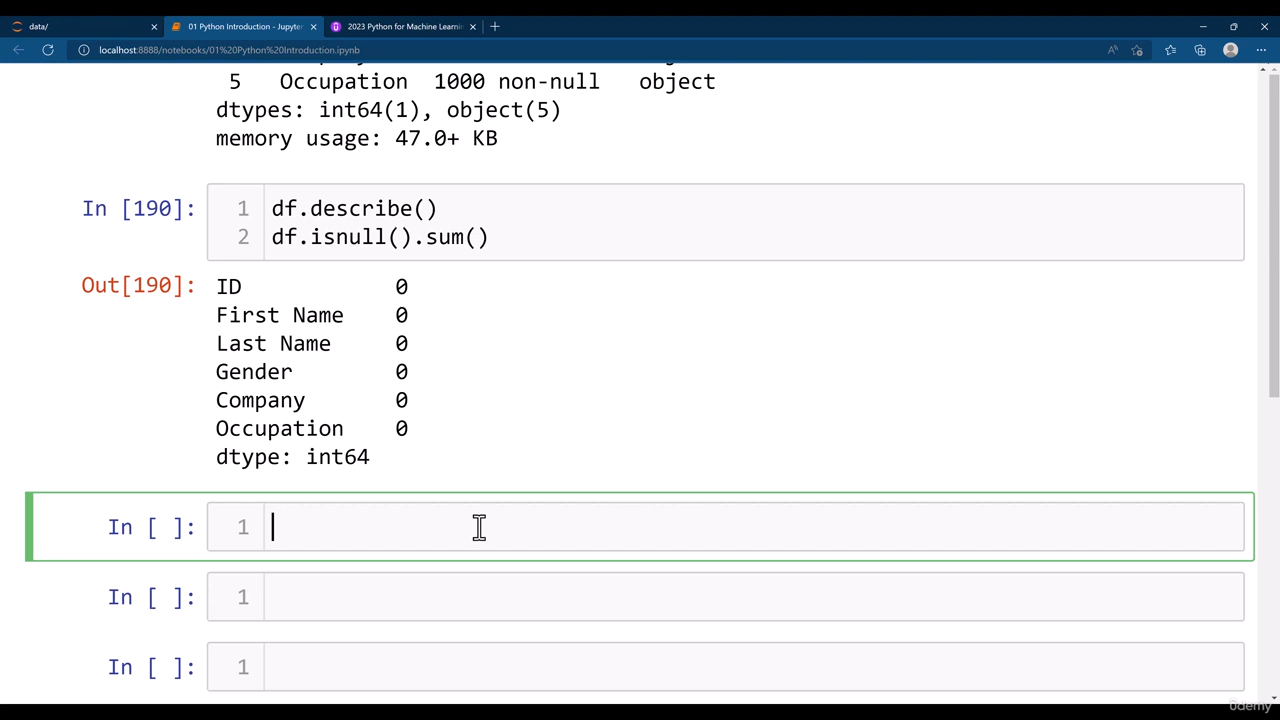 data/
01 Python Introduction - Jupyter
2023 Python for Machine Learnin
localhost:8888/notebooks/01%20Python%20Introduction.ipynb
5 Occupation 1000 non-null object
dtypes: int64(1), object(5)
memory usage: 47.0+ KB
In [190]:
1 df.describe()
2 df.isnull().sum()
Out[190]:
ID 0
First Name 0
Last Name 0
Gender 0
Company 0
Occupation 0
dtype: int64
In [ ]: 1
In [ ]: 1
In [ ]: 1
Udemy